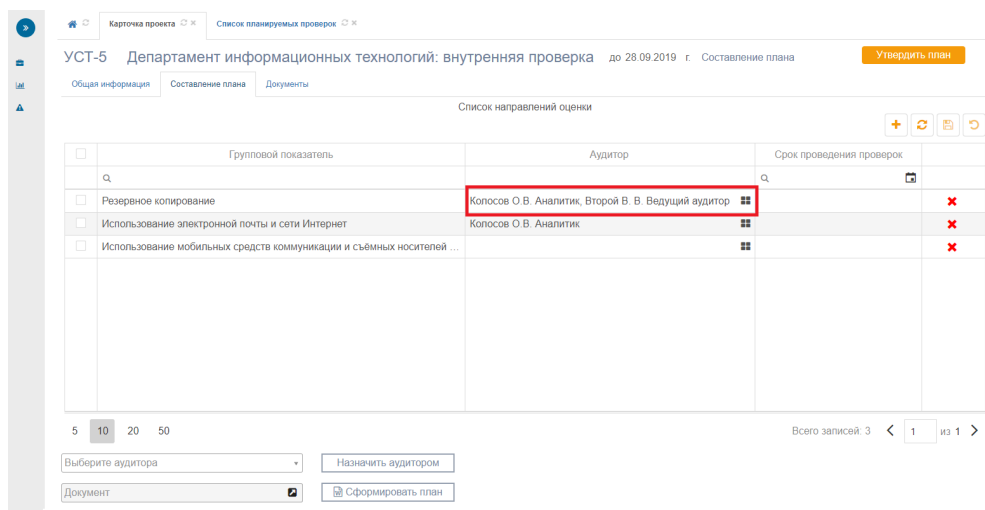 Карточка проекта
Список планируемых проверок
УСТ-5 Департамент информационных технологий: внутренняя проверка до 28.09.2019 г. Составление плана
Утвердить план
Общая информация Составление плана Документы
Список направлений оценки
Групповой показатель Аудитор Срок проведения проверок
Резервное копирование Колосов О.В. Аналитик, Второй В. В. Ведущий аудитор
Использование электронной почты и сети Интернет Колосов О.В. Аналитик
Использование мобильных средств коммуникации и съёмных носителей ...
5 10 20 50 Всего записей: 3 1 из 1
Выберите аудитора Назначить аудитором
Документ Сформировать план